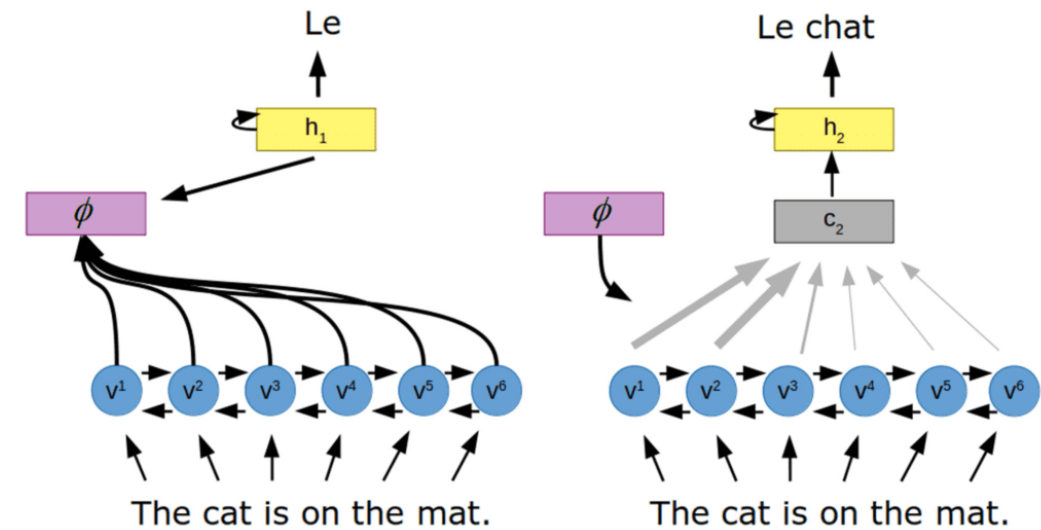 Le
h₁
ϕ
v¹ v² v³ v⁴ v⁵ v⁶
The cat is on the mat.
Le chat
h₂
ϕ
c₂
v¹ v² v³ v⁴ v⁵ v⁶
The cat is on the mat.